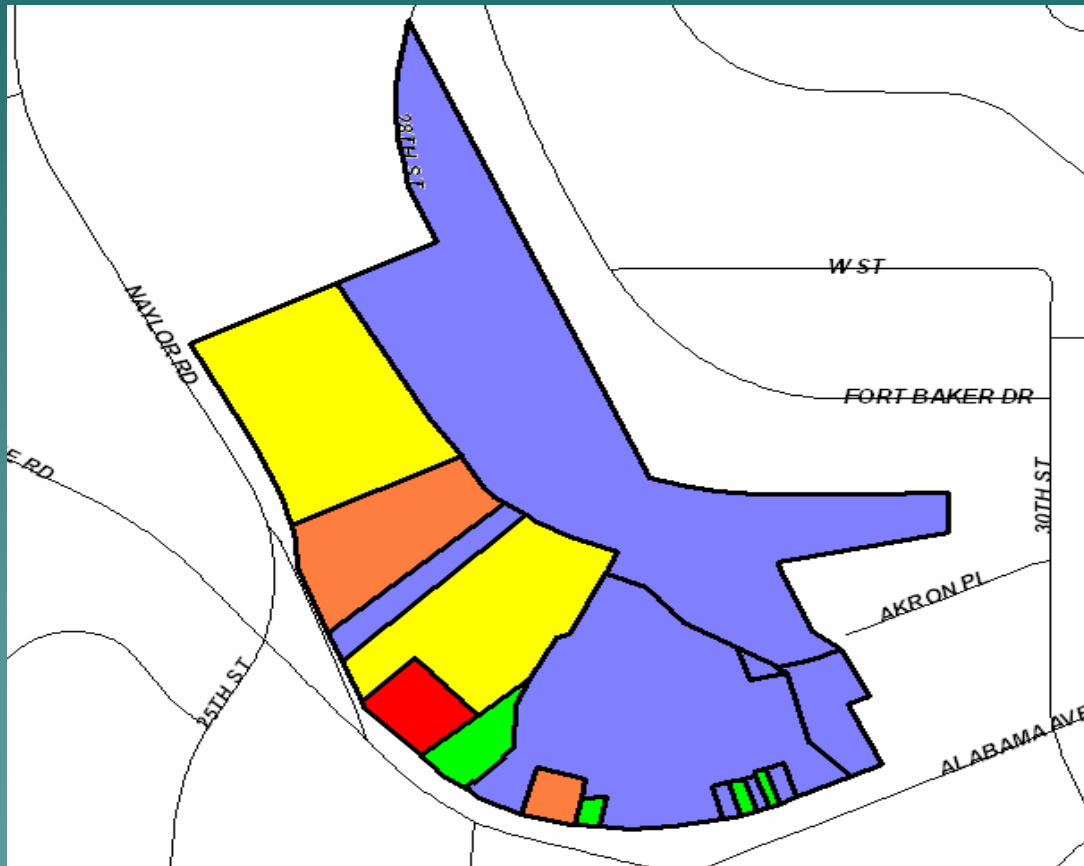 28TH ST
W ST
NAYLOR RD
FORT BAKER DR
E RD
30TH ST
AKRON PL
25TH ST
ALABAMA AVE